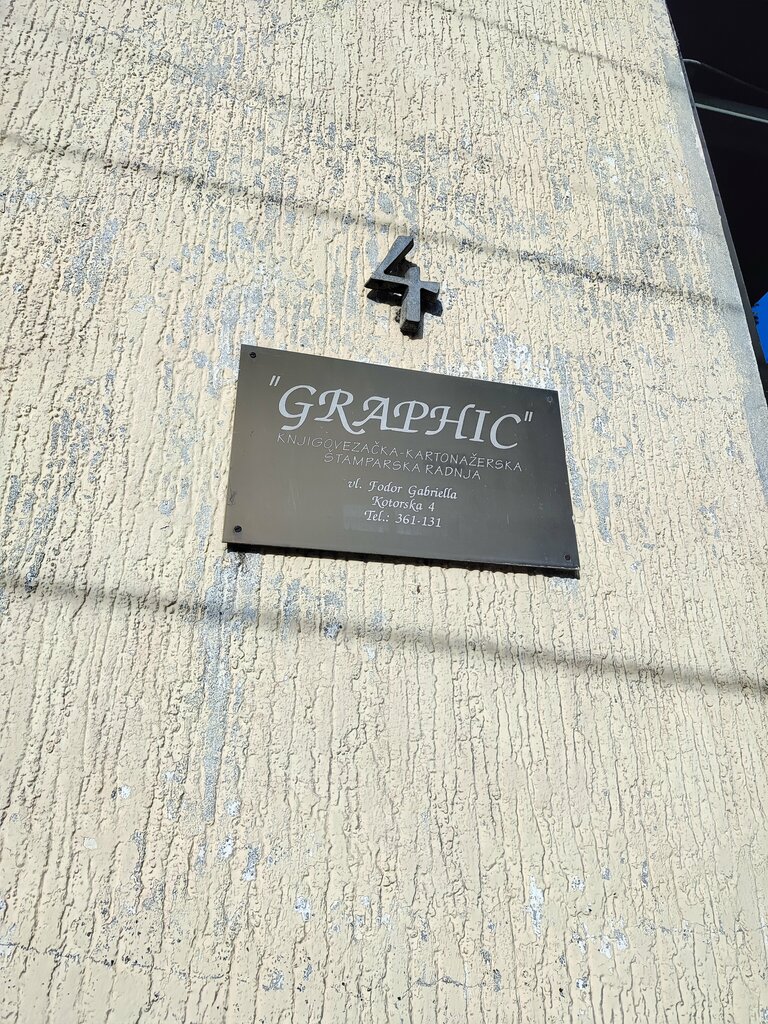 4
"GRAPHIC"
KNJIGOVEZAČKA-KARTONAŽERSKA
ŠTAMPARSKA RADNJA
vl. Fodor Gabriella
Kotorska 4
Tel.: 361-131